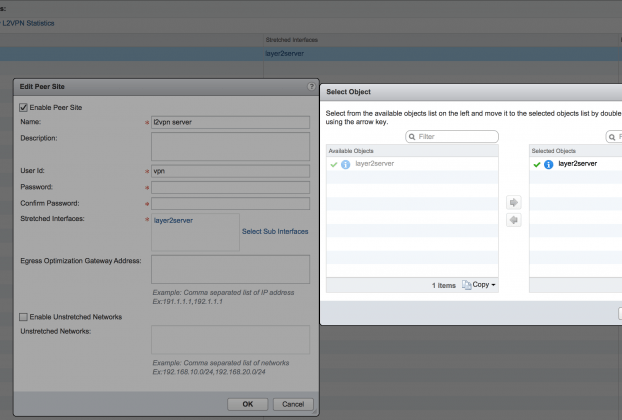 s:
L2VPN Statistics
Stretched Interfaces
layer2server
Edit Peer Site
?
Enable Peer Site
Name:
* l2vpn server
Description:
User Id:
* vpn
Password:
*
Confirm Password:
*
Stretched Interfaces:
* layer2server
Select Sub Interfaces
Egress Optimization Gateway Address:
Example: Comma separated list of IP address
Ex:191.1.1.1,192.1.1.1
Enable Unstretched Networks
Unstretched Networks:
Example: Comma separated list of networks
Ex:192.168.10.0/24,192.168.20.0/24
OK
Cancel
Select Object
Select from the available objects list on the left and move it to the selected objects list by double
using the arrow key.
Filter
F
Available Objects
layer2server
1 Items
Copy
Selected Objects
layer2server